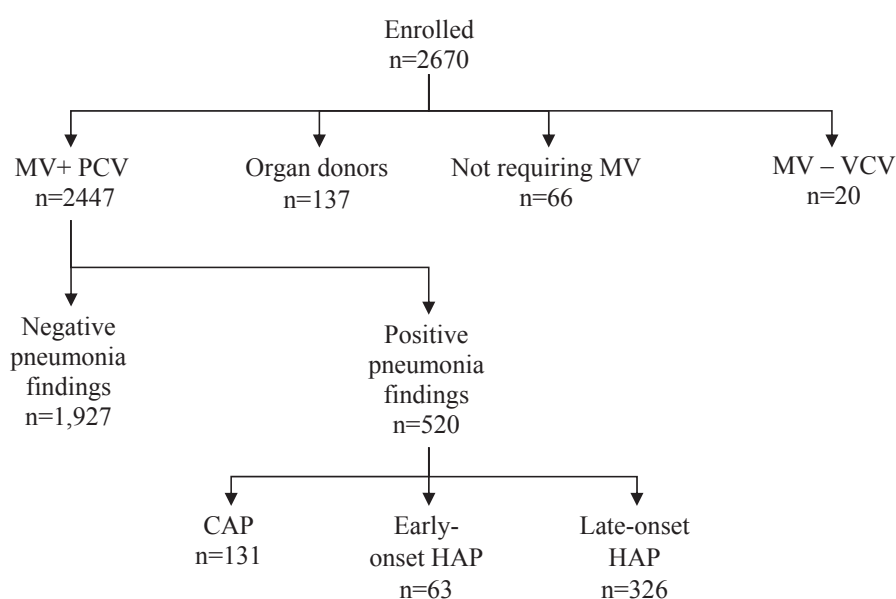 Enrolled
n=2670
MV+ PCV
n=2447
Organ donors
n=137
Not requiring MV
n=66
MV – VCV
n=20
Negative
pneumonia
findings
n=1,927
Positive
pneumonia
findings
n=520
CAP
n=131
Early-
onset HAP
n=63
Late-onset
HAP
n=326